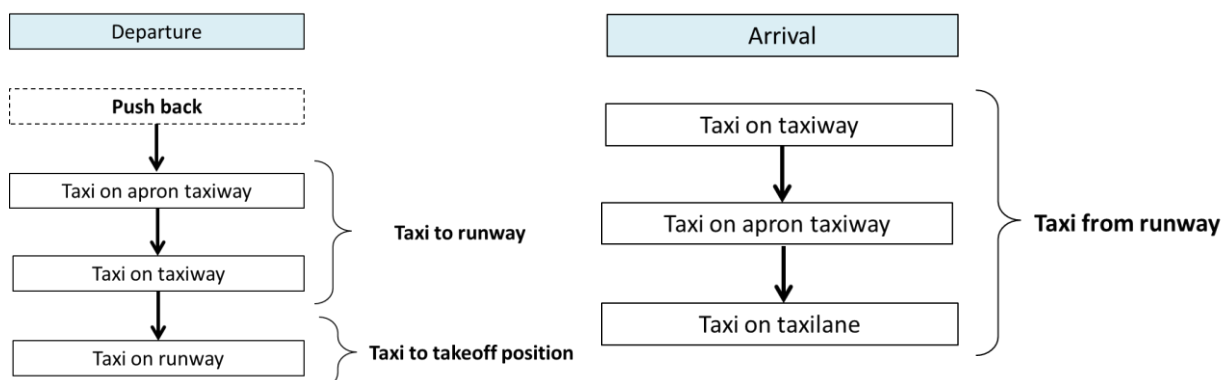 Departure
Push back
Taxi on apron taxiway
Taxi to runway
Taxi on taxiway
Taxi on runway
Taxi to takeoff position
Arrival
Taxi on taxiway
Taxi on apron taxiway
Taxi from runway
Taxi on taxilane